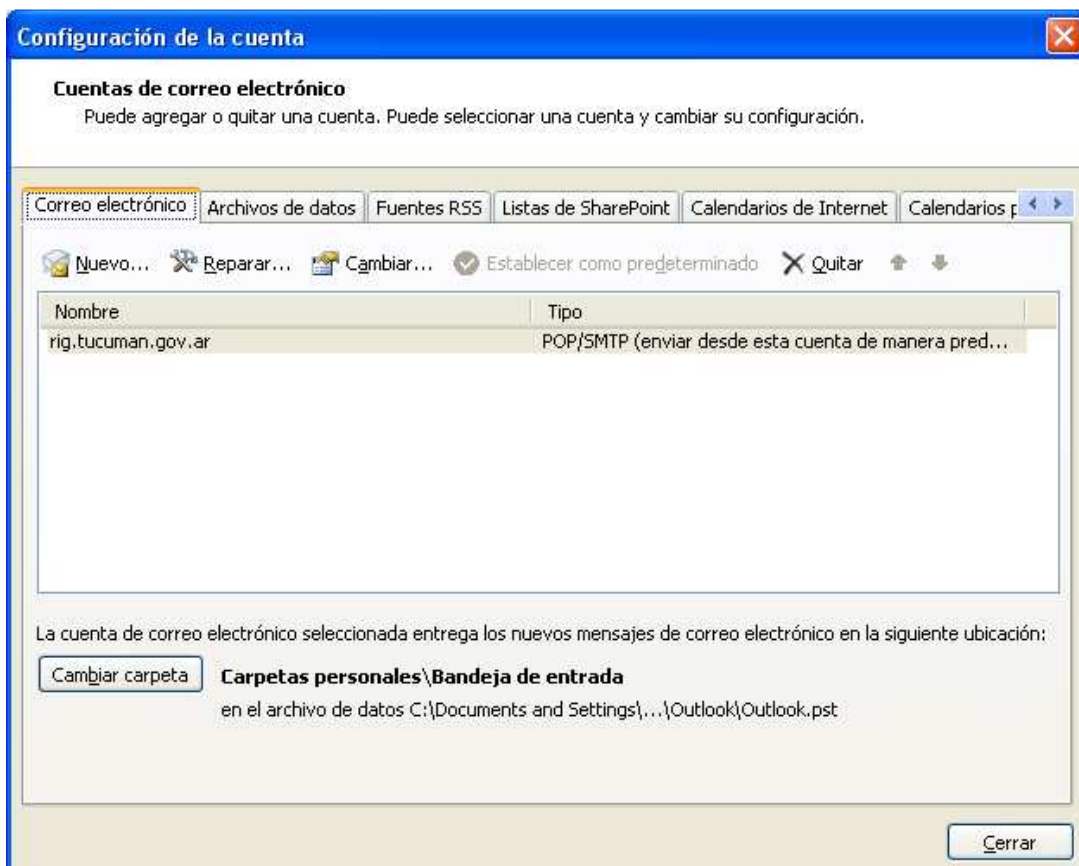 Configuración de la cuenta
Cuentas de correo electrónico
Puede agregar o quitar una cuenta. Puede seleccionar una cuenta y cambiar su configuración.
Correo electrónico Archivos de datos Fuentes RSS Listas de SharePoint Calendarios de Internet Calendarios p
Nuevo... Reparar... Cambiar... Establecer como predeterminado Quitar
Nombre Tipo
rig.tucuman.gov.ar POP/SMTP (enviar desde esta cuenta de manera pred...
La cuenta de correo electrónico seleccionada entrega los nuevos mensajes de correo electrónico en la siguiente ubicación:
Cambiar carpeta Carpetas personales\Bandeja de entrada
en el archivo de datos C:\Documents and Settings\...\Outlook\Outlook.pst
Cerrar